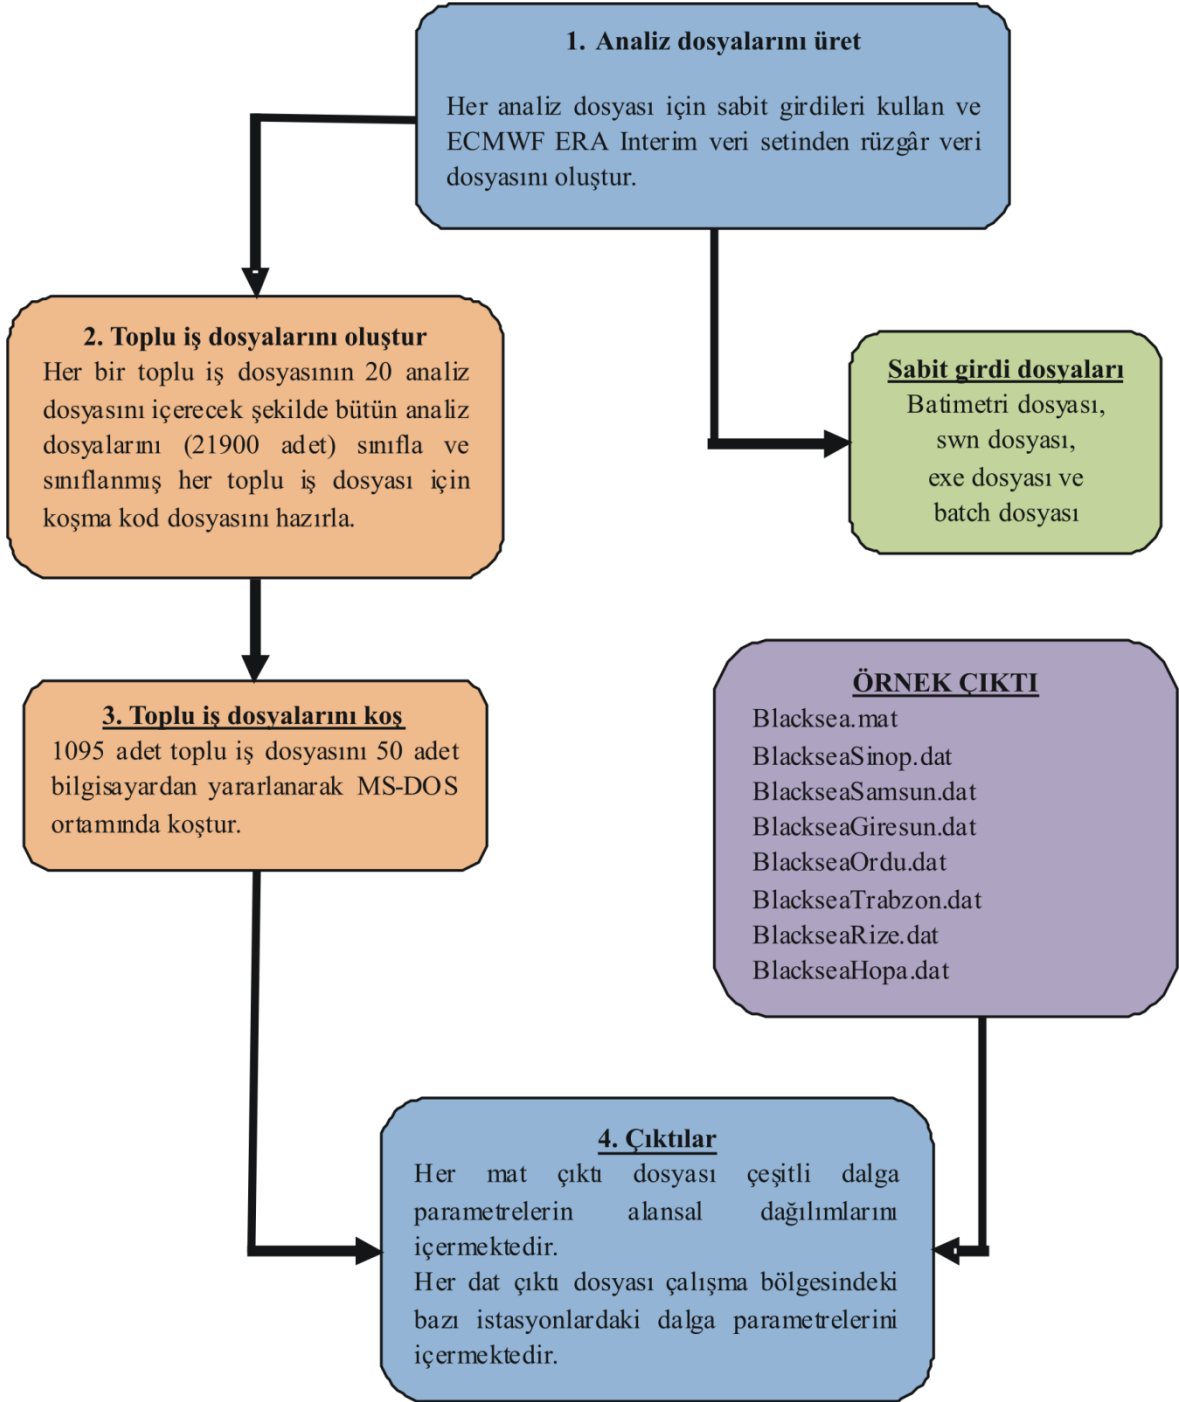 1. Analiz dosyalarını üret
Her analiz dosyası için sabit girdileri kullan ve
ECMWF ERA Interim veri setinden rüzgâr veri
dosyasını oluştur.
2. Toplu iş dosyalarını oluştur
Her bir toplu iş dosyasının 20 analiz
dosyasını içerecek şekilde bütün analiz
dosyalarını (21900 adet) sınıfla ve
sınıflanmış her toplu iş dosyası için
koşma kod dosyasını hazırla.
Sabit girdi dosyaları
Batimetri dosyası,
swn dosyası,
exe dosyası ve
batch dosyası
3. Toplu iş dosyalarını koş
1095 adet toplu iş dosyasını 50 adet
bilgisayardan yararlanarak MS-DOS
ortamında koştur.
ÖRNEK ÇIKTI
Blacksea.mat
BlackseaSinop.dat
BlackseaSamsun.dat
BlackseaGiresun.dat
BlackseaOrdu.dat
BlackseaTrabzon.dat
BlackseaRize.dat
BlackseaHopa.dat
4. Çıktılar
Her mat çıktı dosyası çeşitli dalga
parametrelerin alansal dağılımlarını
içermektedir.
Her dat çıktı dosyası çalışma bölgesindeki
bazı istasyonlardaki dalga parametrelerini
içermektedir.